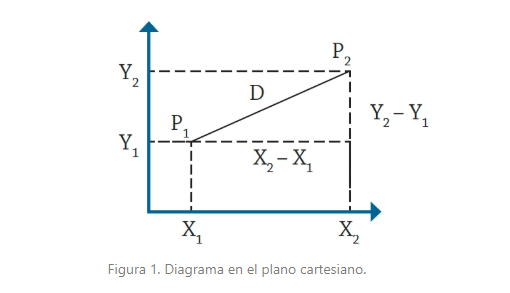 P₂
Y₂
D
P₁
Y₂ – Y₁
Y₁
X₂ – X₁
X₁
X₂
Figura 1. Diagrama en el plano cartesiano.